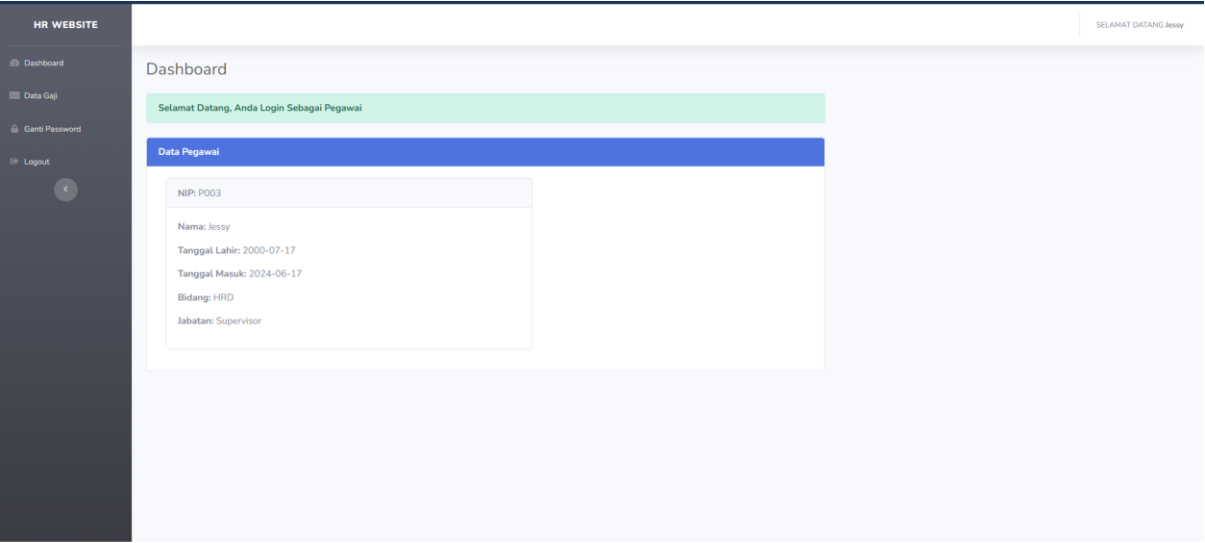 HR WEBSITE
SELAMAT DATANG Jessy
Dashboard
Data Gaji
Ganti Password
Logout
Dashboard
Selamat Datang, Anda Login Sebagai Pegawai
Data Pegawai
NIP: P003
Nama: Jessy
Tanggal Lahir: 2000-07-17
Tanggal Masuk: 2024-06-17
Bidang: HRD
Jabatan: Supervisor